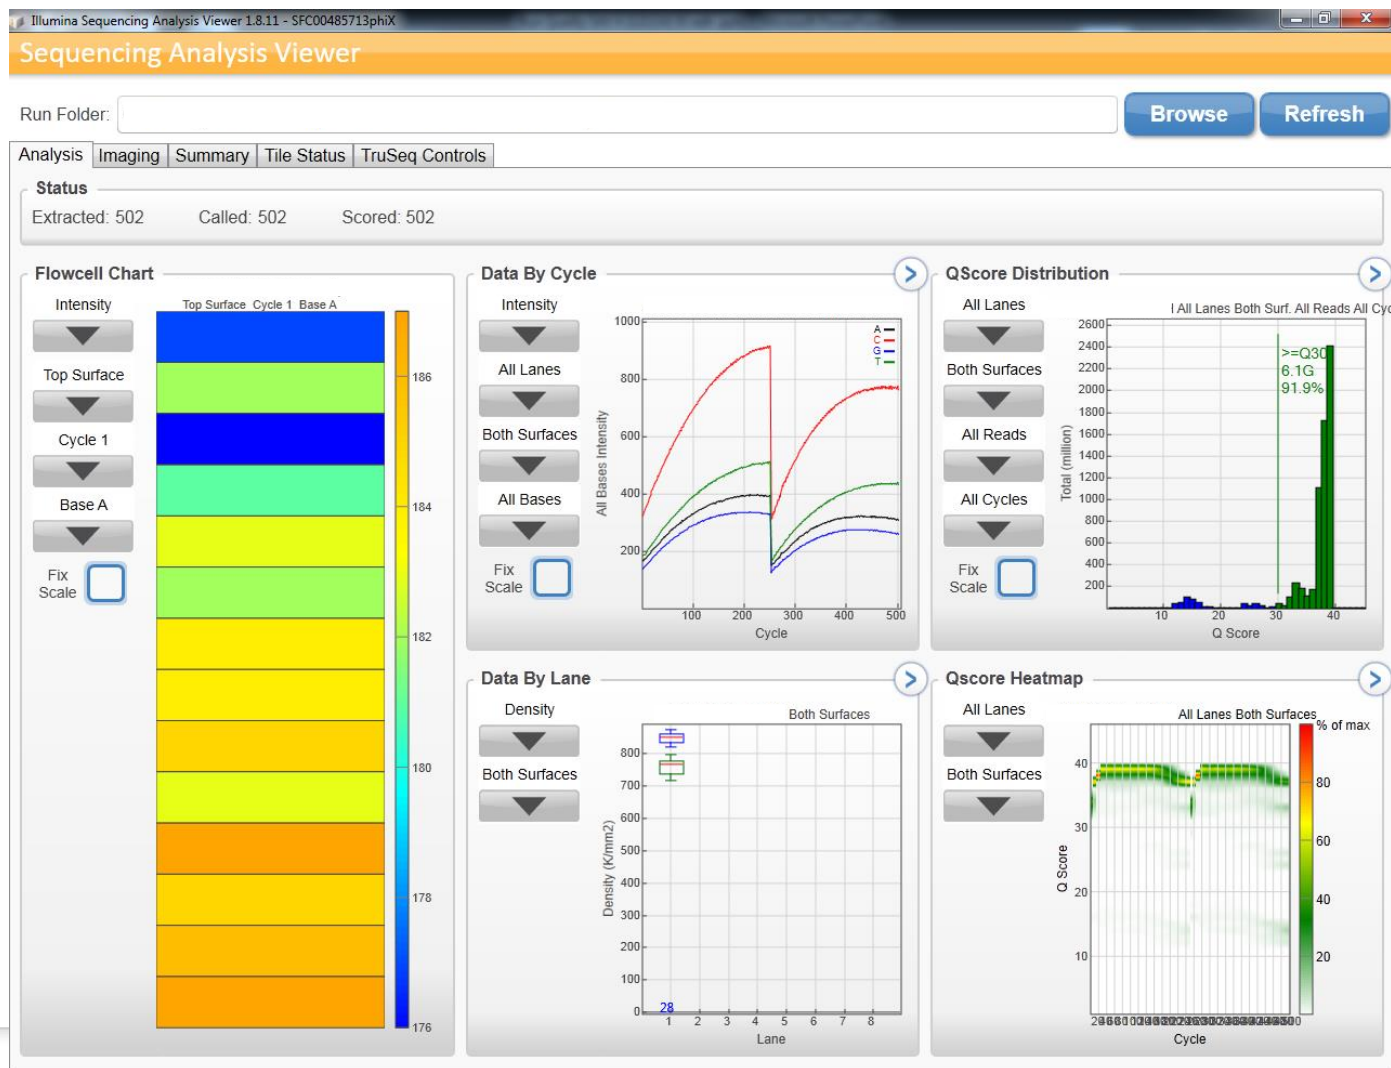 Illumina Sequencing Analysis Viewer 1.8.11 - SFC00485713phiX
Sequencing Analysis Viewer
Run Folder:
Browse
Refresh
Analysis Imaging Summary Tile Status TruSeq Controls
Status
Extracted: 502 Called: 502 Scored: 502
Flowcell Chart
Intensity
Top Surface
Cycle 1
Base A
Fix
Scale
Top Surface Cycle 1 Base A
186
184
182
180
178
176
Data By Cycle
Intensity
All Lanes
Both Surfaces
All Bases
Fix
Scale
All Bases Intensity
1000
800
600
400
200
A
C
G
T
100 200 300 400 500
Cycle
QScore Distribution
All Lanes
Both Surfaces
All Reads
All Cycles
Fix
Scale
All Lanes Both Surf. All Reads All Cyc
Total (million)
2600
2400
2200
2000
1800
1600
1400
1200
1000
800
600
400
200
>=Q30
6.1G
91.9%
10 20 30 40
Q Score
Data By Lane
Density
Both Surfaces
Both Surfaces
Density (K/mm2)
800
700
600
500
400
300
200
100
0
28
1 2 3 4 5 6 7 8
Lane
Qscore Heatmap
All Lanes
Both Surfaces
All Lanes Both Surfaces
% of max
Q Score
40
30
20
10
80
60
40
20
Cycle